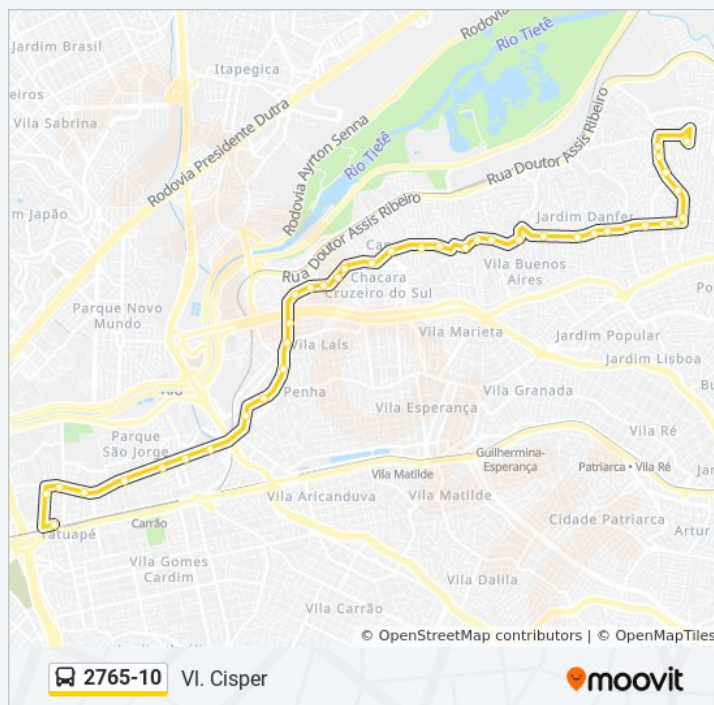 Jardim Brasil
Itapegica
Rodovia
Rio Tietê
eiros
Vila Sabrina
Rodovia Presidente Dutra
Rodovia Ayrton Senna
Rio Tietê
Rua Doutor Assis Ribeiro
Rua Doutor Assis Ribeiro
m Japão
Jardim Danfer
Rua Doutor Assis Ribeiro
Can
Vila Buenos
Aires
Chacara
Cruzeiro do Sul
Po
Parque Novo
Mundo
Vila Marieta
Jardim Popular
Vila Laís
Jardim Lisboa
Penha
Vila Granada
Bu
Vila Esperança
Parque
São Jorge
Vila Ré
Guilhermina-
Esperança
Jar
Vila Matilde
Patriarca • Vila Ré
Vila Aricanduva
Vila Matilde
Carrão
Tatuapé
Cidade Patriarca
Artur
Vila Gomes
Cardim
Vila Dalila
Vila Carrão
© OpenStreetMap contributors | © OpenMapTiles
2765-10
Vl. Cisper
moovit